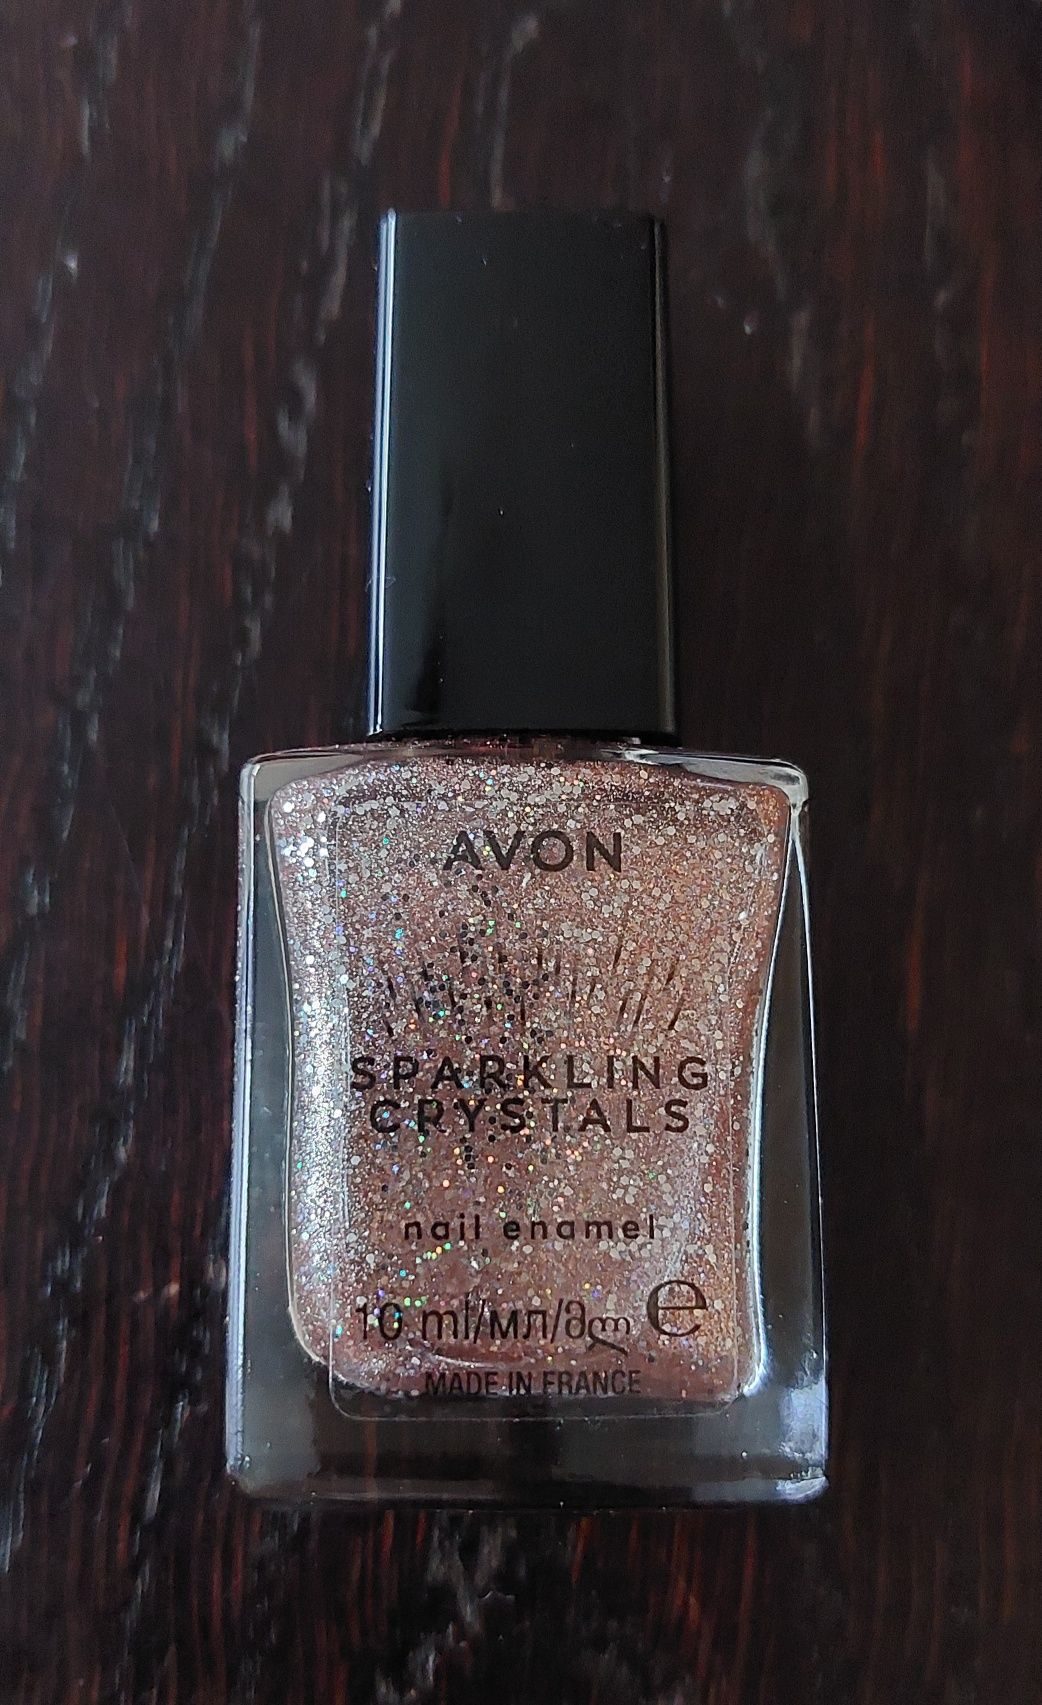 AVON
SPARKLING
CRYSTALS
nail enamel
10 ml/мл/მლ ℮
MADE IN FRANCE